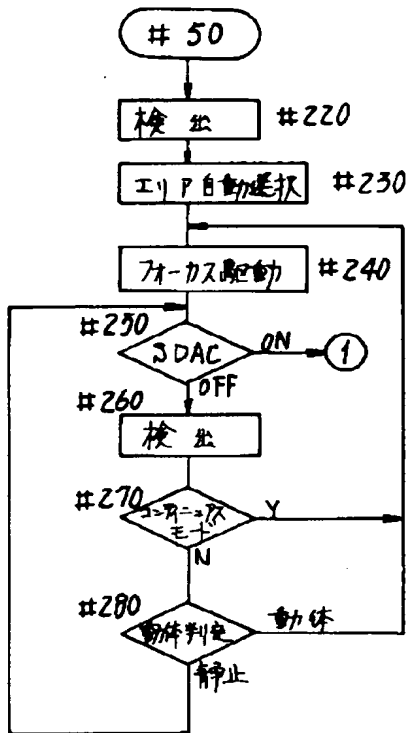 #50
検出 #220
エリア自動選択 #230
フォーカス駆動 #240
#250
SDAC ON 1
OFF
#260
検出
#270
コンティニュアス
モード Y
N
#280
動体判定 動体
静止